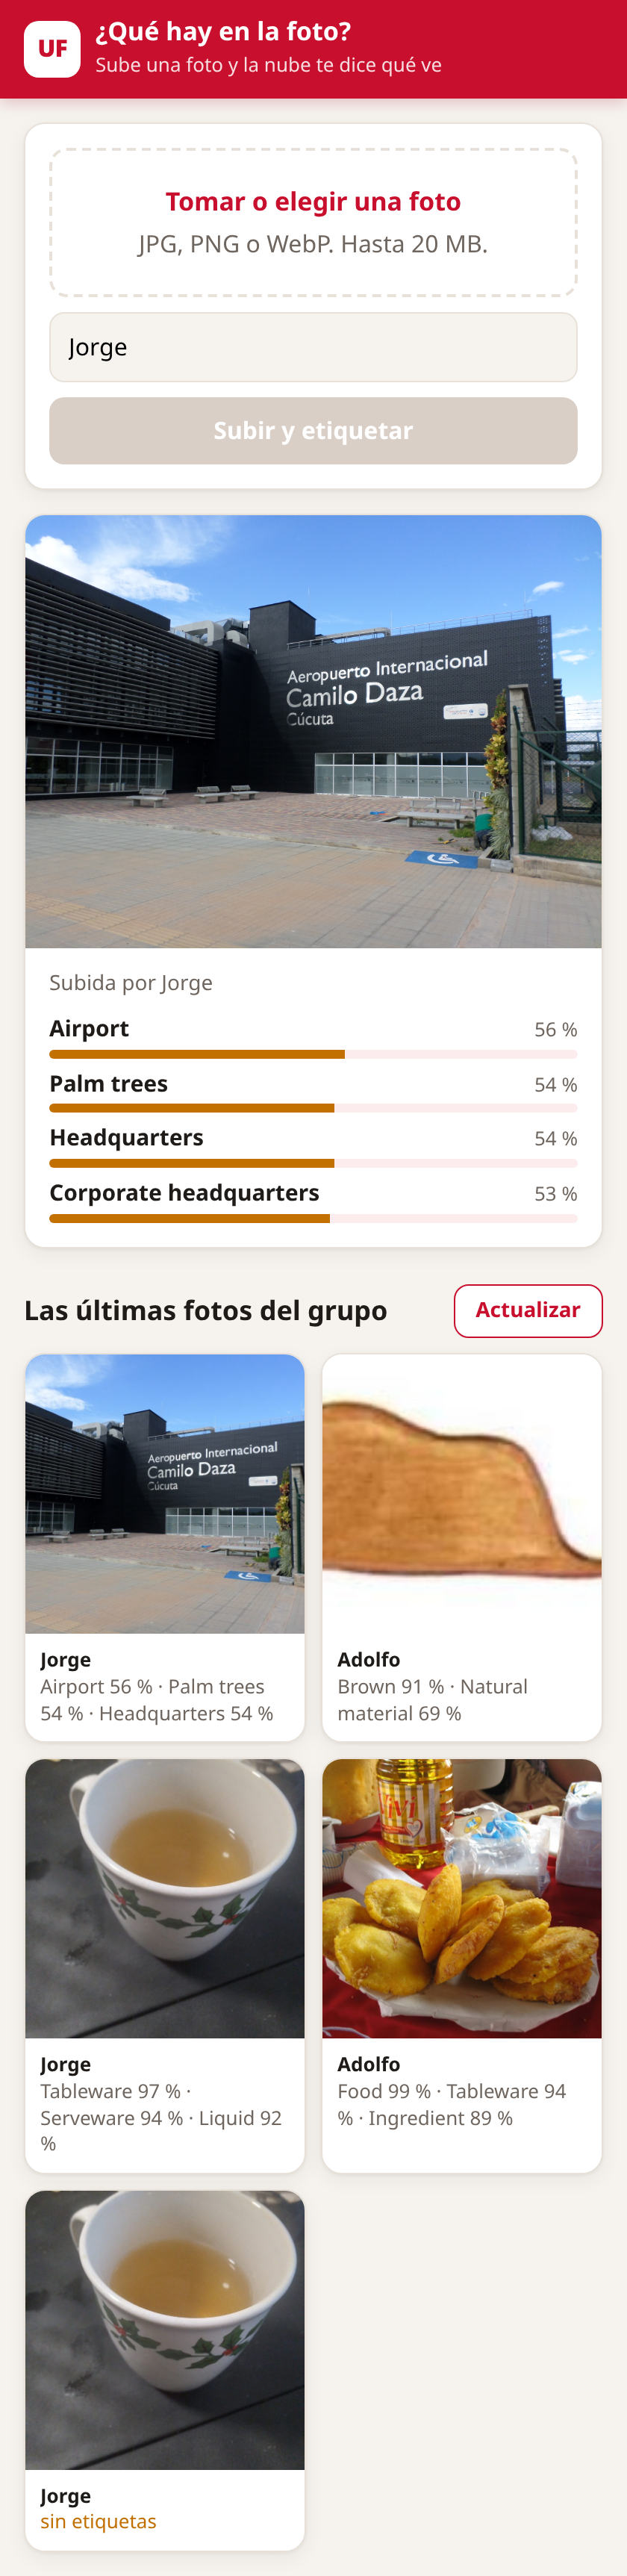 UF
¿Qué hay en la foto?
Sube una foto y la nube te dice qué ve
Tomar o elegir una foto
JPG, PNG o WebP. Hasta 20 MB.
Jorge
Subir y etiquetar
Aeropuerto Internacional
Camilo Daza
Cúcuta
Subida por Jorge
Airport 56 %
Palm trees 54 %
Headquarters 54 %
Corporate headquarters 53 %
Las últimas fotos del grupo
Actualizar
Aeropuerto Internacional
Camilo Daza
Cúcuta
Jorge
Airport 56 % · Palm trees
54 % · Headquarters 54 %
Adolfo
Brown 91 % · Natural
material 69 %
Vivi
Jorge
Tableware 97 % ·
Serveware 94 % · Liquid 92
%
Adolfo
Food 99 % · Tableware 94
% · Ingredient 89 %
Jorge
sin etiquetas